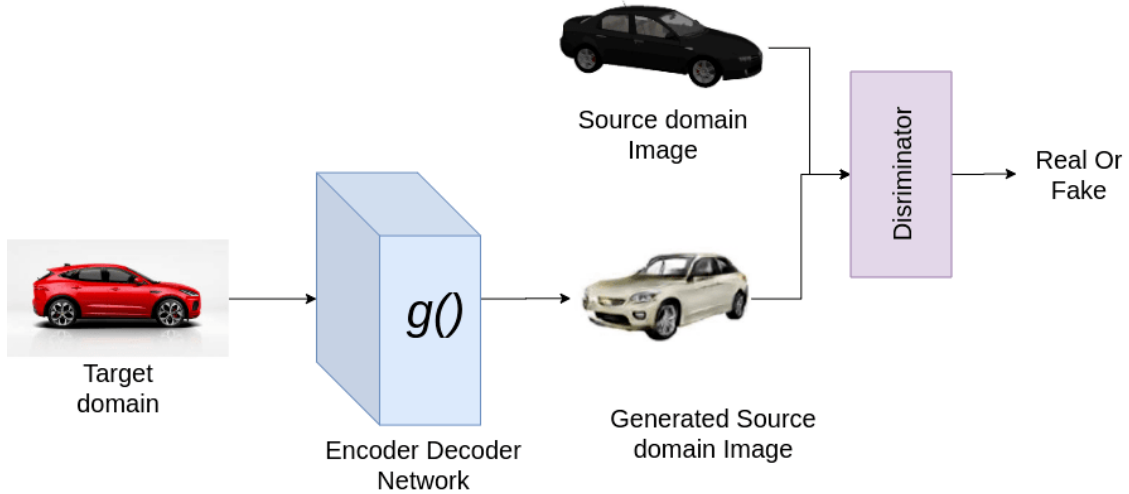 Source domain
Image
Disriminator
Real Or
Fake
g()
Target
domain
Encoder Decoder
Network
Generated Source
domain Image